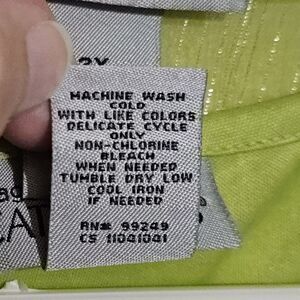 2X
MACHINE WASH
COLD
WITH LIKE COLORS
DELICATE CYCLE
ONLY
NON-CHLORINE
BLEACH
WHEN NEEDED
TUMBLE DRY LOW
COOL IRON
IF NEEDED
RN# 99249
CS 11041041